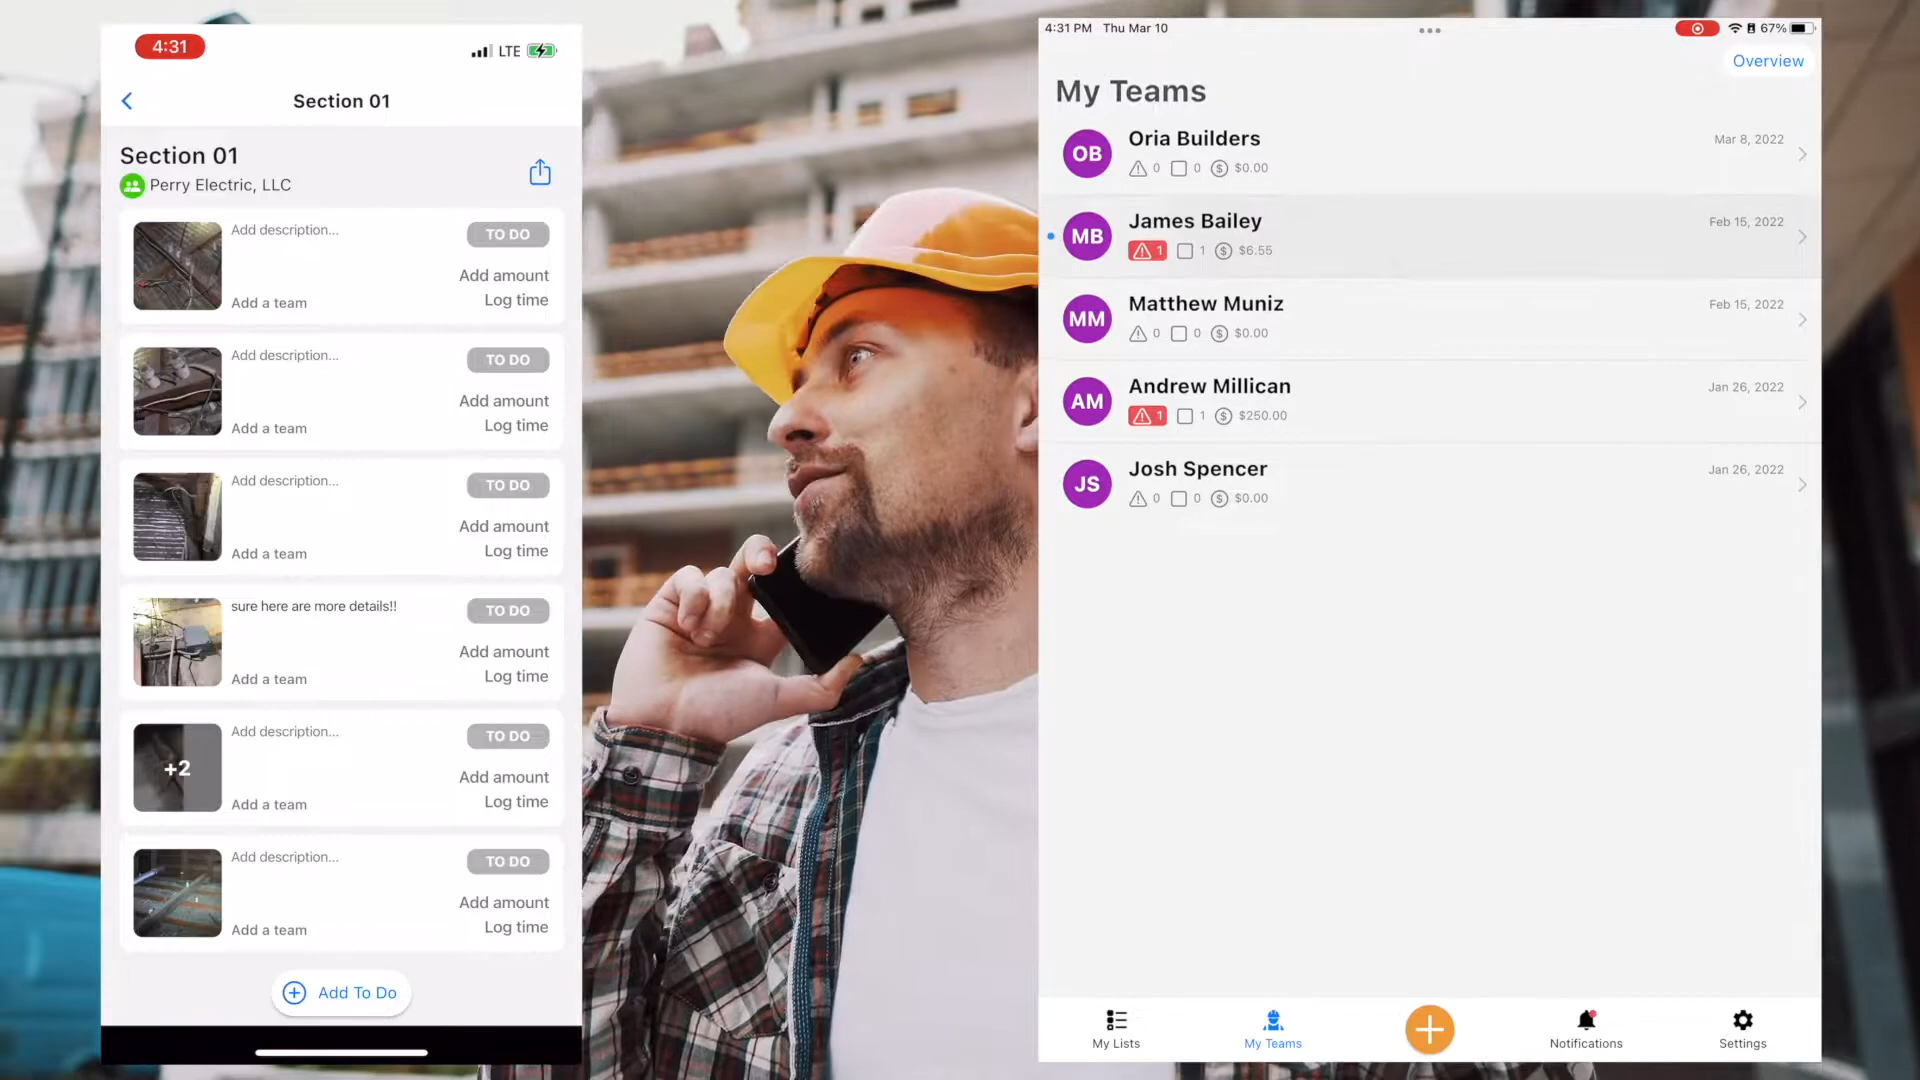 4:31
LTE
Section 01
Section 01
Perry Electric, LLC
Add description...
TO DO
Add amount
Log time
Add a team
Add description...
TO DO
Add amount
Log time
Add a team
Add description...
TO DO
Add amount
Log time
Add a team
sure here are more details!!
TO DO
Add amount
Log time
Add a team
+2
Add description...
TO DO
Add amount
Log time
Add a team
Add description...
TO DO
Add amount
Log time
Add a team
Add To Do
4:31 PM Thu Mar 10
67%
Overview
My Teams
OB
Oria Builders
Mar 8, 2022
0 0 $0.00
MB
James Bailey
Feb 15, 2022
1 1 $6.55
MM
Matthew Muniz
Feb 15, 2022
0 0 $0.00
AM
Andrew Millican
Jan 26, 2022
1 1 $250.00
JS
Josh Spencer
Jan 26, 2022
0 0 $0.00
My Lists
My Teams
Notifications
Settings